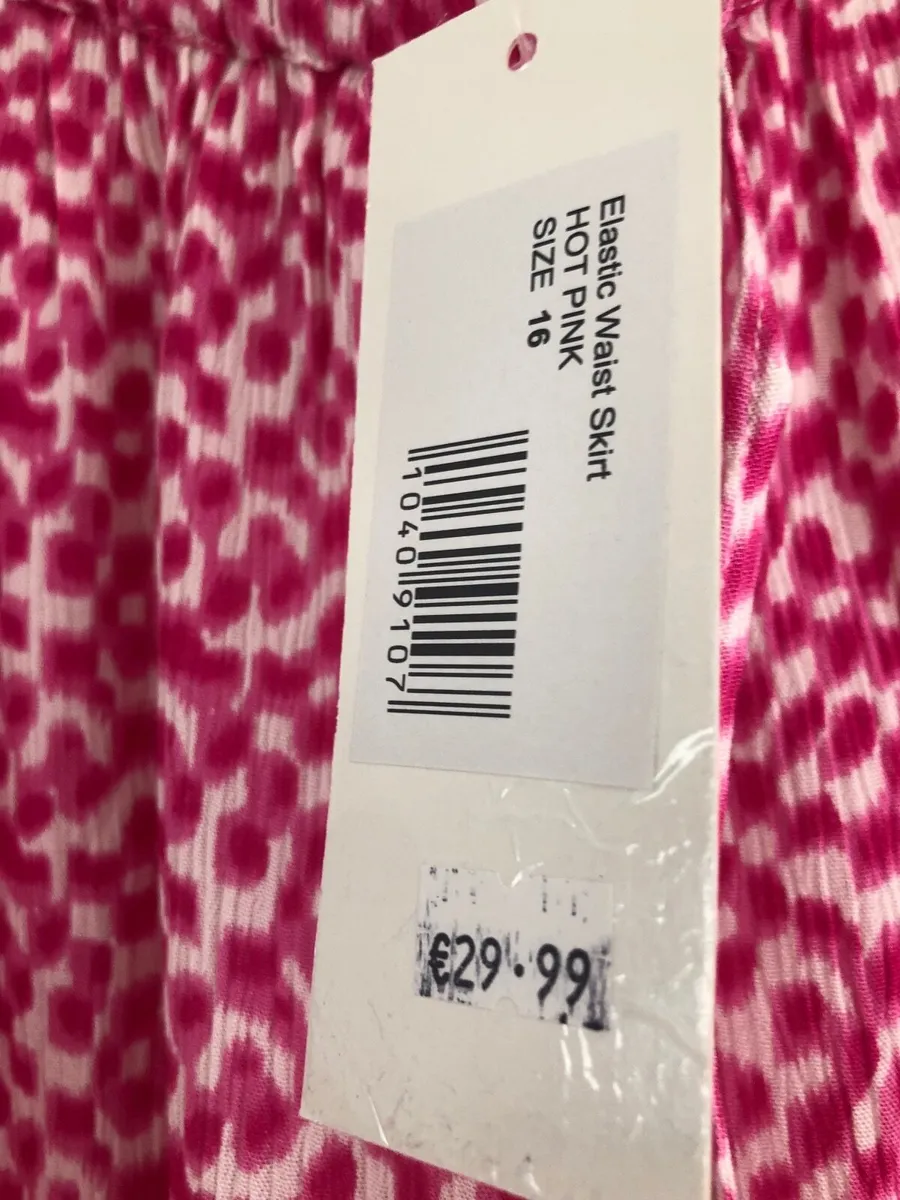 Elastic Waist Skirt
HOT PINK
SIZE 16
10409107
€29.99